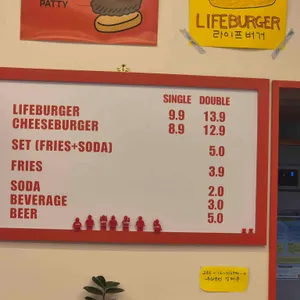 PATTY
LIFEBURGER
라이프버거
SINGLE DOUBLE
LIFEBURGER 9.9 13.9
CHEESEBURGER 8.9 12.9
SET (FRIES+SODA) 5.0
FRIES 3.9
SODA 2.0
BEVERAGE 3.0
BEER 5.0